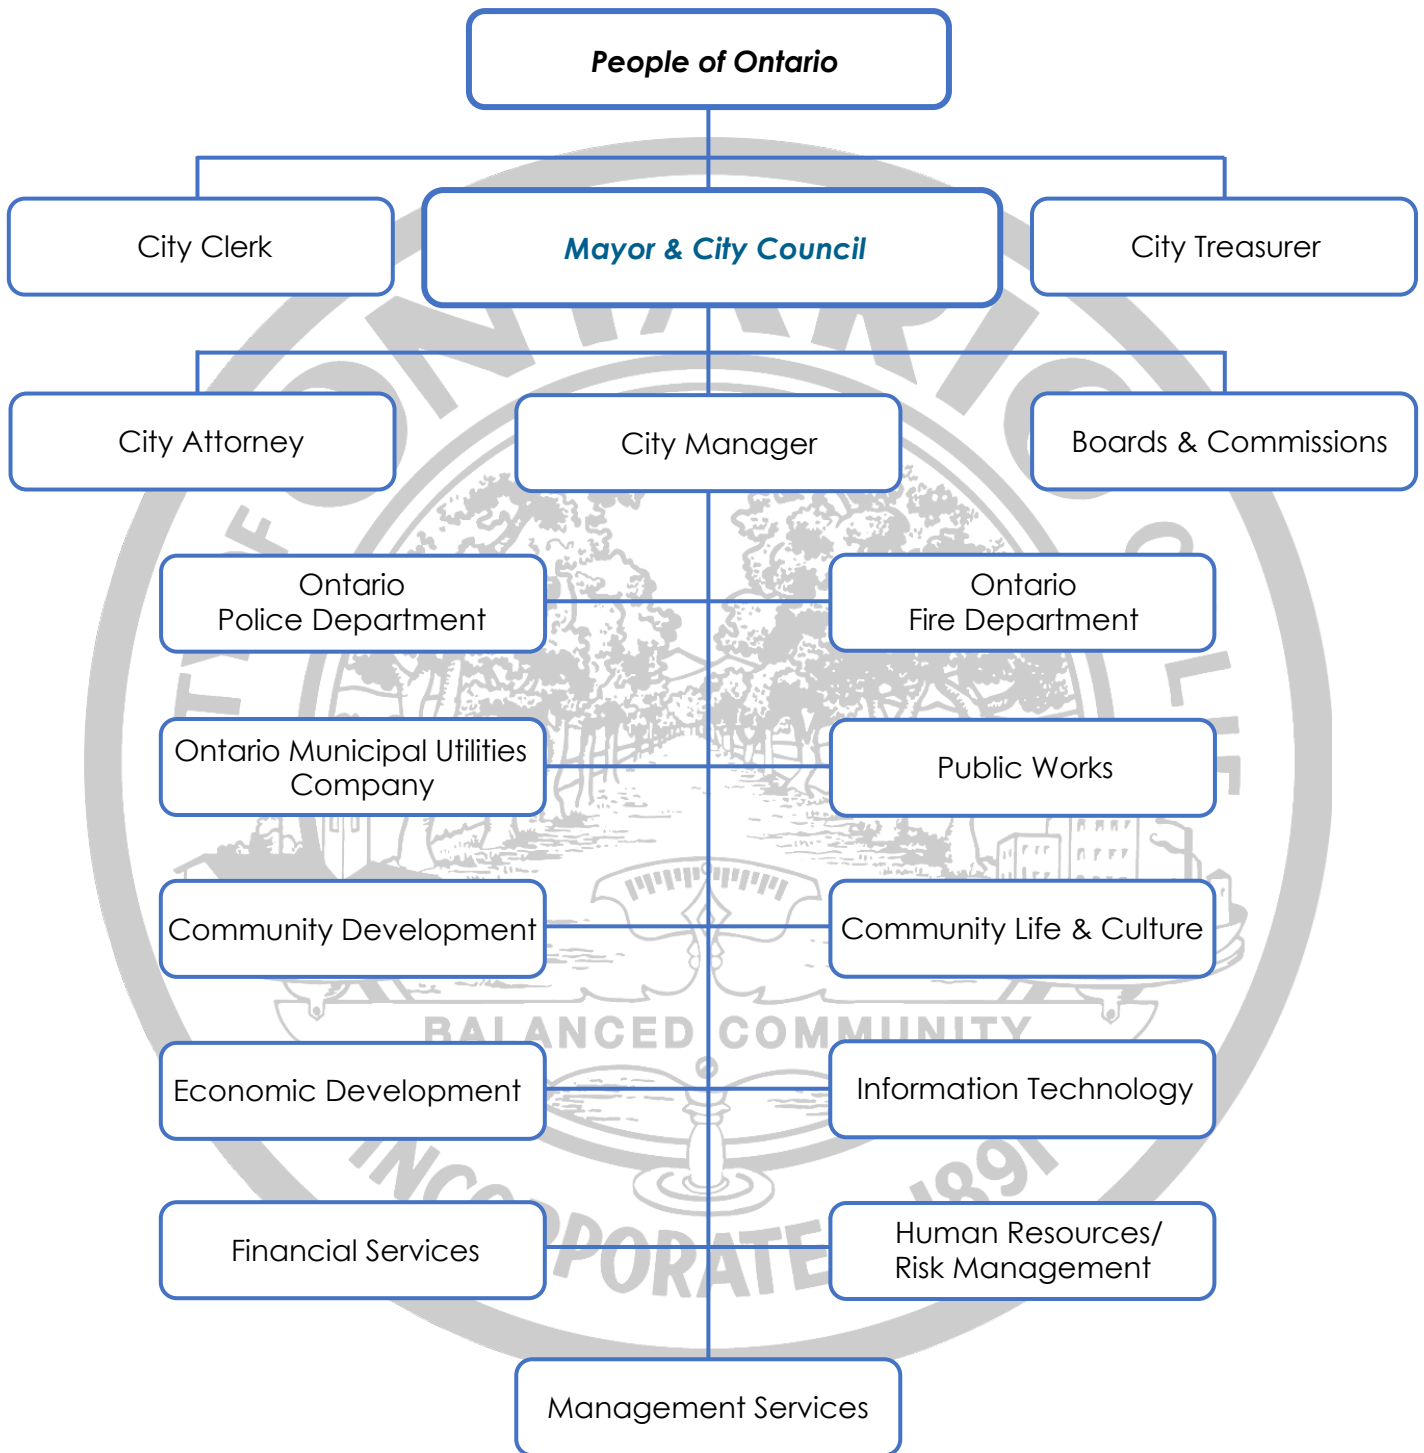 People of Ontario
City Clerk
Mayor & City Council
City Treasurer
City Attorney
City Manager
Boards & Commissions
Ontario
Police Department
Ontario
Fire Department
Ontario Municipal Utilities
Company
Public Works
Community Development
Community Life & Culture
BALANCED COMMUNITY
Economic Development
Information Technology
Financial Services
Human Resources/
Risk Management
Management Services
ONTARIO
1891